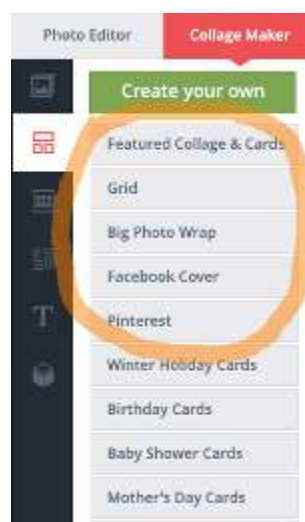 Photo Editor Collage Maker
Create your own
Featured Collage & Cards
Grid
Big Photo Wrap
Facebook Cover
Pinterest
T
Winter Holiday Cards
Birthday Cards
Baby Shower Cards
Mother's Day Cards